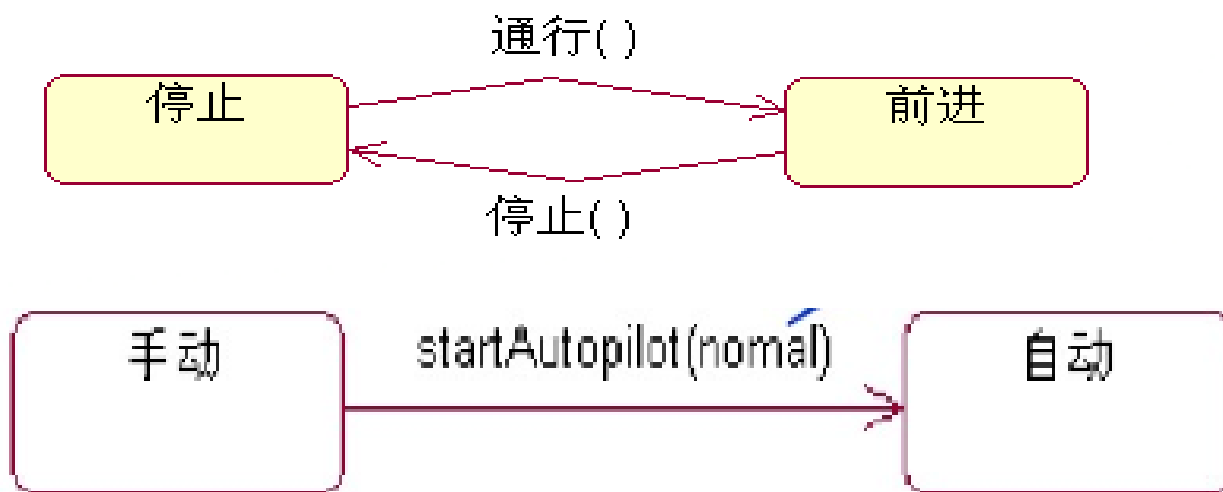 通行( )
停止
前进
停止( )
手动
startAutopilot(nomal)
自动